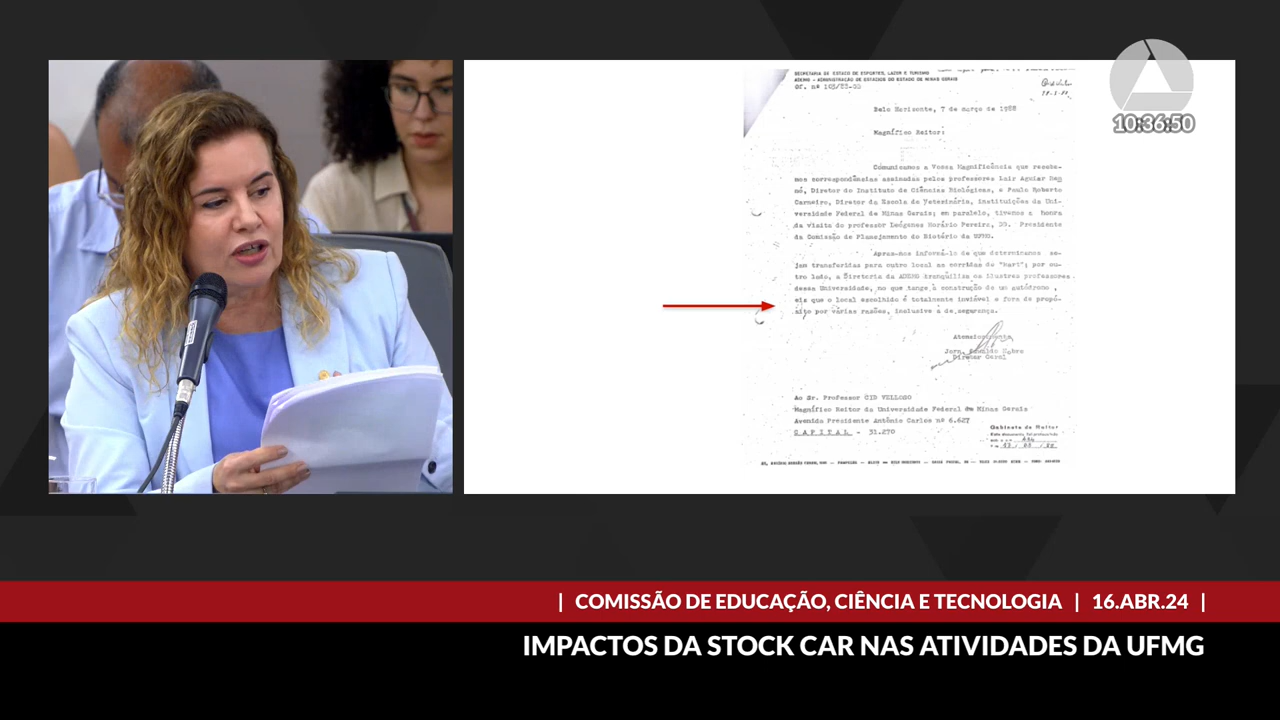 10:36:50
SECRETARIA DE ESTADO DE ESPORTES, LAZER E TURISMO
ADEMG - ADMINISTRAÇÃO DE ESTÁDIOS DO ESTADO DE MINAS GERAIS
Of. nº 103/88-DG
Belo Horizonte, 7 de março de 1988
Magnífico Reitor:
Comunicamos a Vossa Magnificência que recebe-
mos correspondências assinadas pelos professores Lair Aguiar
Diretor do Instituto de Ciências Biológicas, e Paulo Roberto
Carneiro, Diretor da Escola de Veterinária, instituições da Uni-
versidade Federal de Minas Gerais; em paralelo, tivemos a honra
da visita do professor Leógenes Horácio Pereira, DD. Presidente
da Comissão de Planejamento do Biotério da UFMG.
Apraz-nos informá-lo de que determinamos se-
jam transferidas para outro local as corridas de "Kart"; por ou-
tro lado, a Diretoria da ADEMG tranquiliza os ilustres professores
dessa Universidade, no que tange à construção de um autódromo,
eis que o local escolhido é totalmente inviável e fora de propó-
sito por várias razões, inclusive a de segurança.
Atenciosamente,
Diretor Geral
Ao Sr. Professor CID VELLOSO
Magnífico Reitor da Universidade Federal de Minas Gerais
Avenida Presidente Antônio Carlos nº 6.627
CAPITAL - 31.270
Gabinete do Reitor
| COMISSÃO DE EDUCAÇÃO, CIÊNCIA E TECNOLOGIA | 16.ABR.24 |
IMPACTOS DA STOCK CAR NAS ATIVIDADES DA UFMG